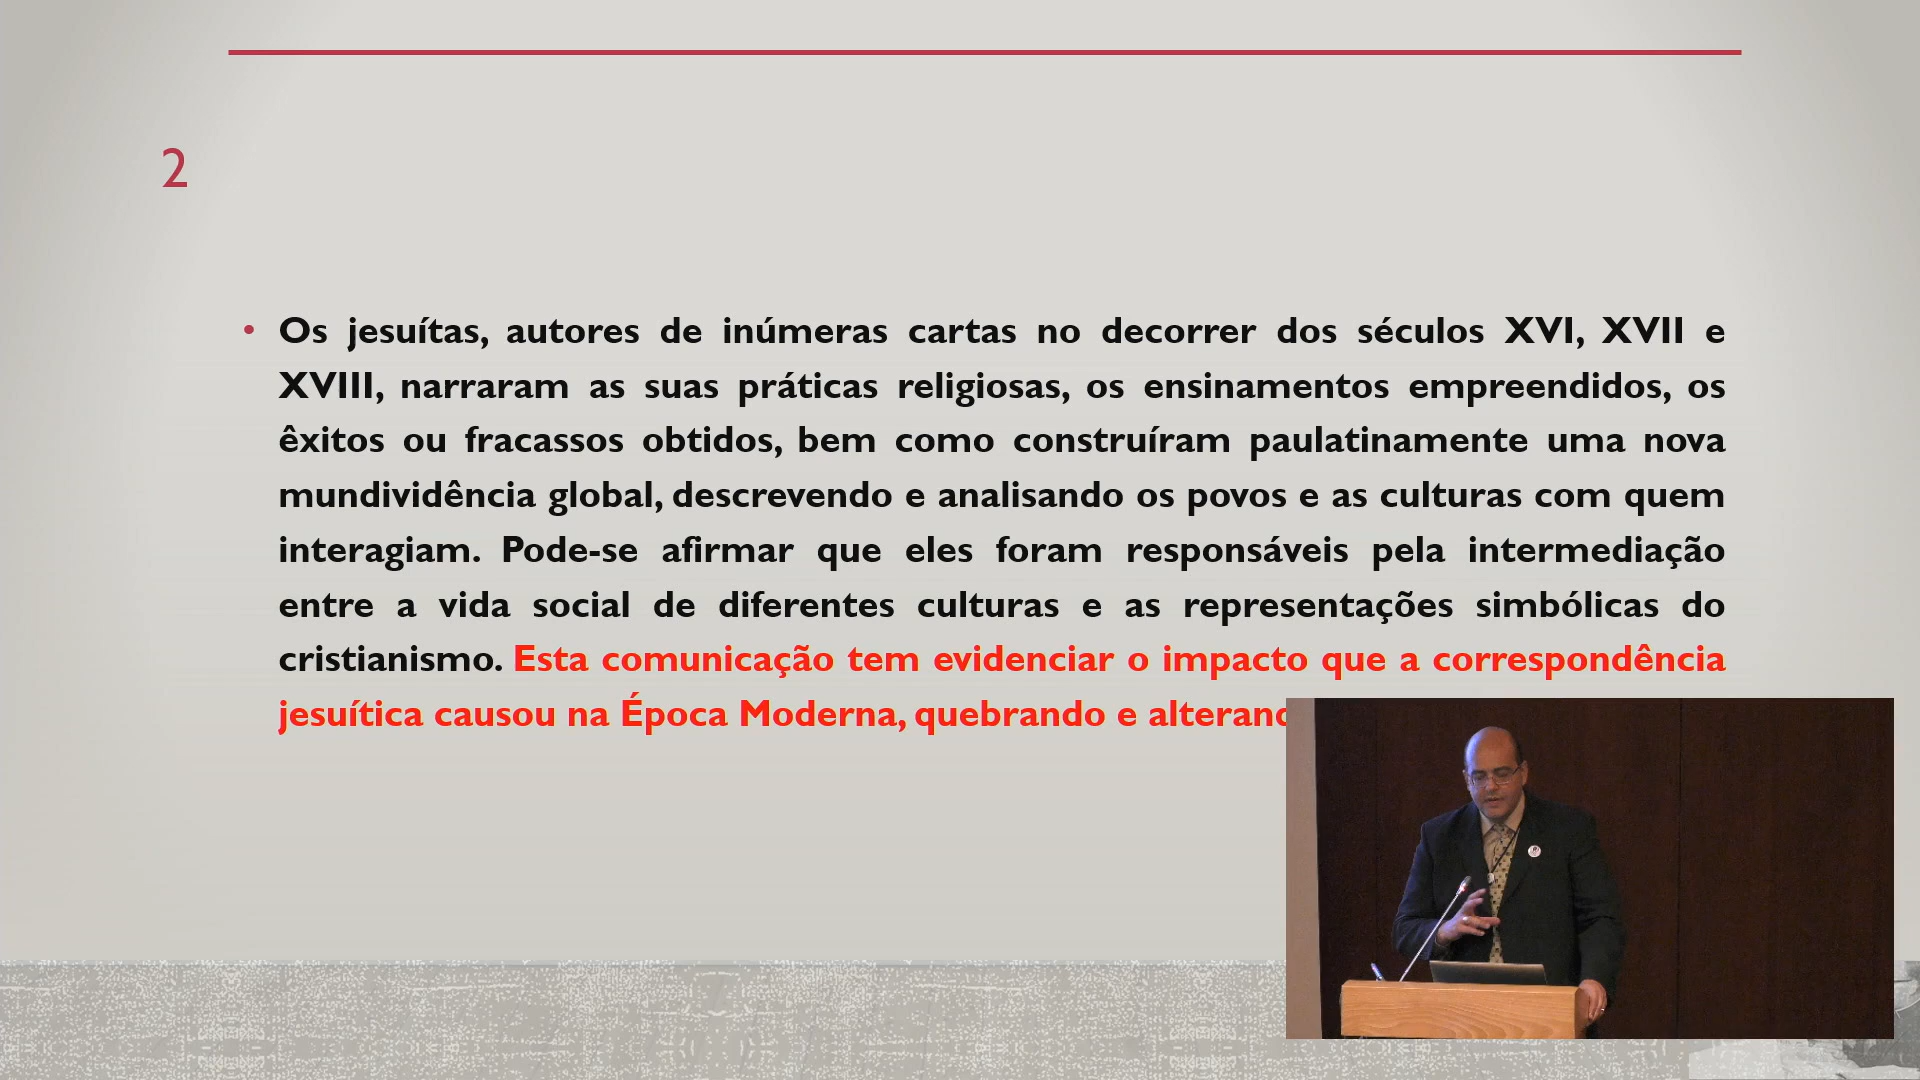 2
• Os jesuítas, autores de inúmeras cartas no decorrer dos séculos XVI, XVII e
XVIII, narraram as suas práticas religiosas, os ensinamentos empreendidos, os
êxitos ou fracassos obtidos, bem como construíram paulatinamente uma nova
mundividência global, descrevendo e analisando os povos e as culturas com quem
interagiam. Pode-se afirmar que eles foram responsáveis pela intermediação
entre a vida social de diferentes culturas e as representações simbólicas do
cristianismo. Esta comunicação tem evidenciar o impacto que a correspondência
jesuítica causou na Época Moderna, quebrando e